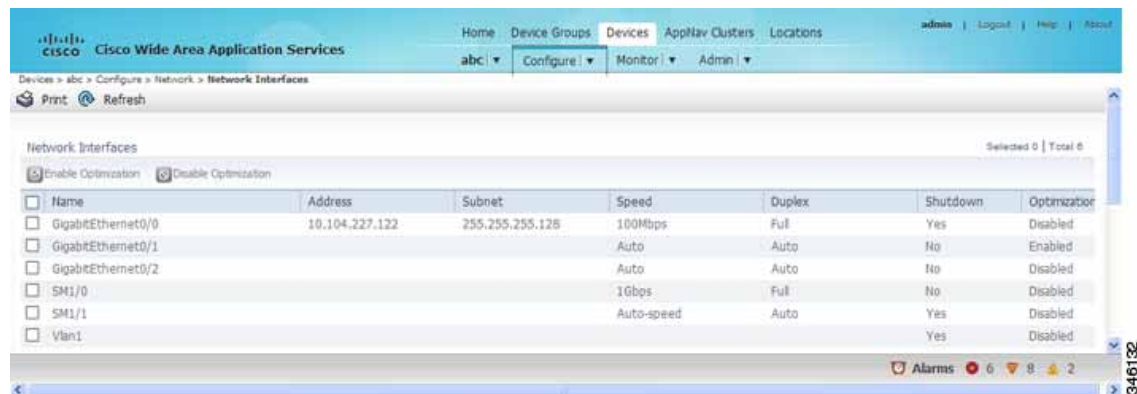 Home Device Groups Devices AppNav Clusters Locations
admin | Logout | Help | About
CISCO Cisco Wide Area Application Services
abc Configure Monitor Admin
Devices > abc > Configure > Network > Network Interfaces
Print Refresh
Network Interfaces
Selected 0 | Total 6
Enable Optimization Disable Optimization
Name Address Subnet Speed Duplex Shutdown Optimization
GigabitEthernet0/0 10.104.227.122 255.255.255.128 100Mbps Full Yes Disabled
GigabitEthernet0/1 Auto Auto No Enabled
GigabitEthernet0/2 Auto Auto No Disabled
SM1/0 1Gbps Full No Disabled
SM1/1 Auto-speed Auto Yes Disabled
Vlan1 Yes Disabled
Alarms 6 8 2
346132